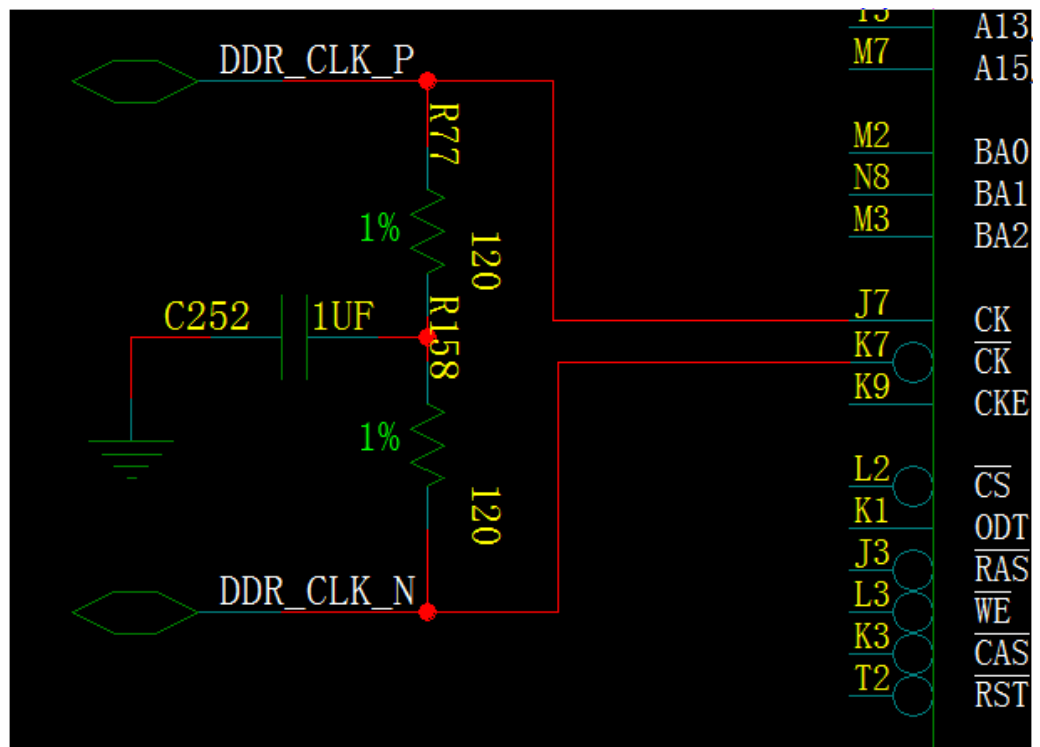 A13
M7 A15
DDR_CLK_P
R77
M2 BA0
N8 BA1
M3 BA2
1%
120
C252 1UF
R158
J7 CK
K7 CK
K9 CKE
1%
120
L2 CS
K1 ODT
J3 RAS
DDR_CLK_N
L3 WE
K3 CAS
T2 RST